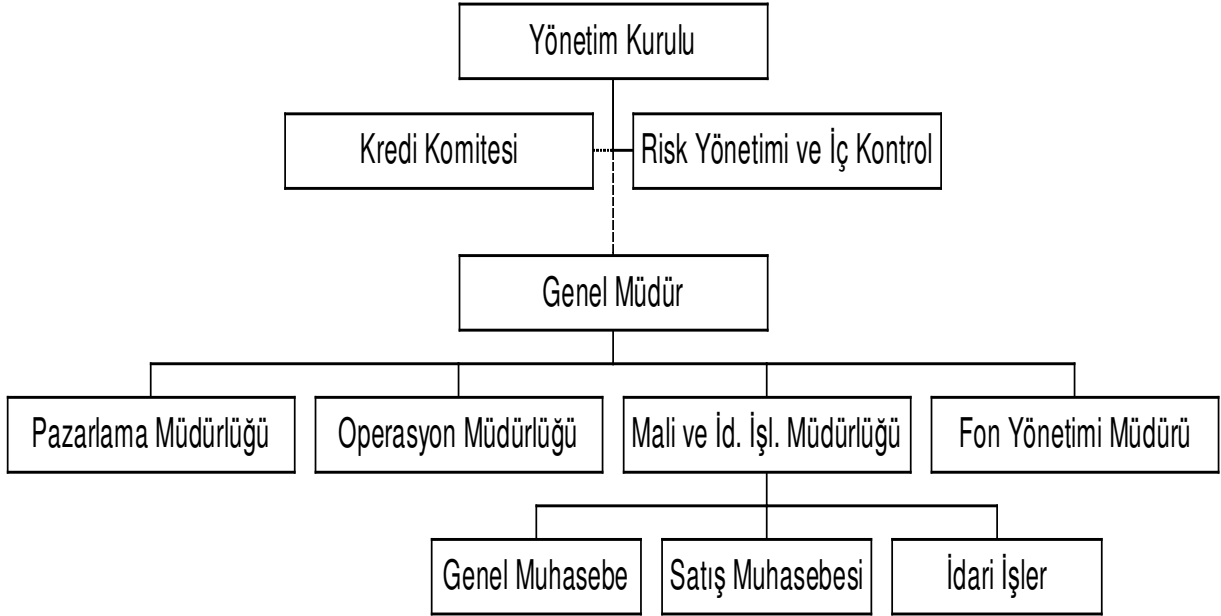 Yönetim Kurulu
Kredi Komitesi
Risk Yönetimi ve İç Kontrol
Genel Müdür
Pazarlama Müdürlüğü
Operasyon Müdürlüğü
Mali ve İd. İşl. Müdürlüğü
Fon Yönetimi Müdürü
Genel Muhasebe
Satış Muhasebesi
İdari İşler